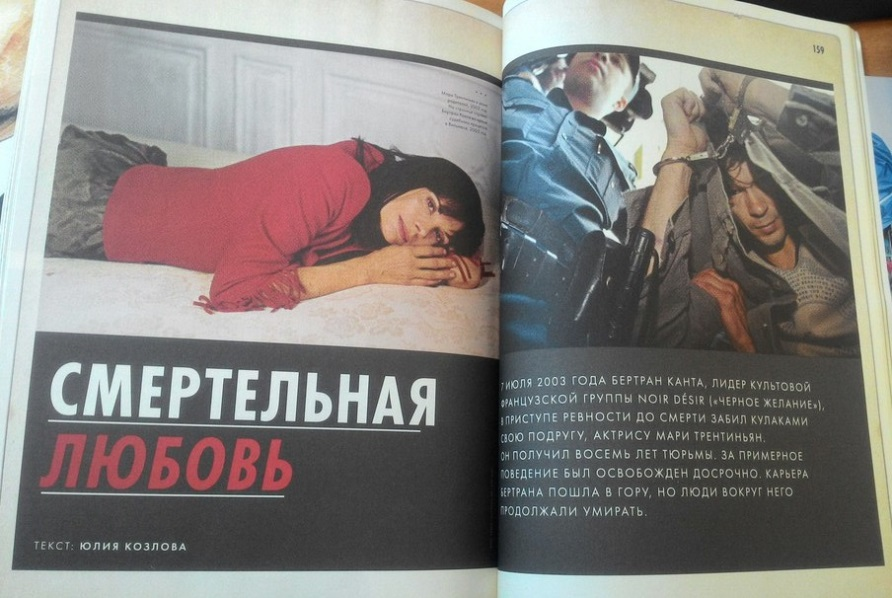 159
СМЕРТЕЛЬНАЯ
ЛЮБОВЬ
ТЕКСТ: ЮЛИЯ КОЗЛОВА
7 ИЮЛЯ 2003 ГОДА БЕРТРАН КАНТА, ЛИДЕР КУЛЬТОВОЙ
ФРАНЦУЗСКОЙ ГРУППЫ NOIR DÉSIR («ЧЕРНОЕ ЖЕЛАНИЕ»),
В ПРИСТУПЕ РЕВНОСТИ ДО СМЕРТИ ЗАБИЛ КУЛАКАМИ
СВОЮ ПОДРУГУ, АКТРИСУ МАРИ ТРЕНТИНЬЯН.
ОН ПОЛУЧИЛ ВОСЕМЬ ЛЕТ ТЮРЬМЫ. ЗА ПРИМЕРНОЕ
ПОВЕДЕНИЕ БЫЛ ОСВОБОЖДЕН ДОСРОЧНО. КАРЬЕРА
БЕРТРАНА ПОШЛА В ГОРУ, НО ЛЮДИ ВОКРУГ НЕГО
ПРОДОЛЖАЛИ УМИРАТЬ.